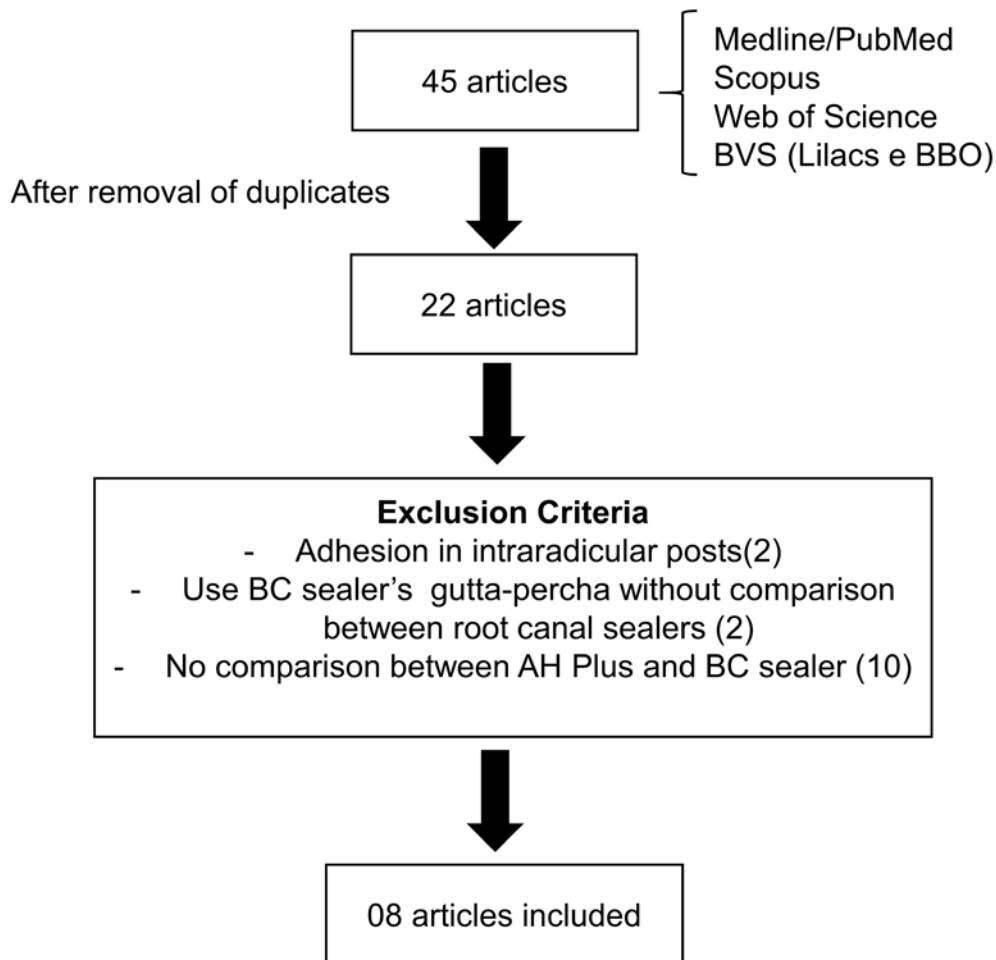 45 articles
Medline/PubMed
Scopus
Web of Science
BVS (Lilacs e BBO)
After removal of duplicates
22 articles
Exclusion Criteria
- Adhesion in intraradicular posts(2)
- Use BC sealer’s gutta-percha without comparison
between root canal sealers (2)
- No comparison between AH Plus and BC sealer (10)
08 articles included